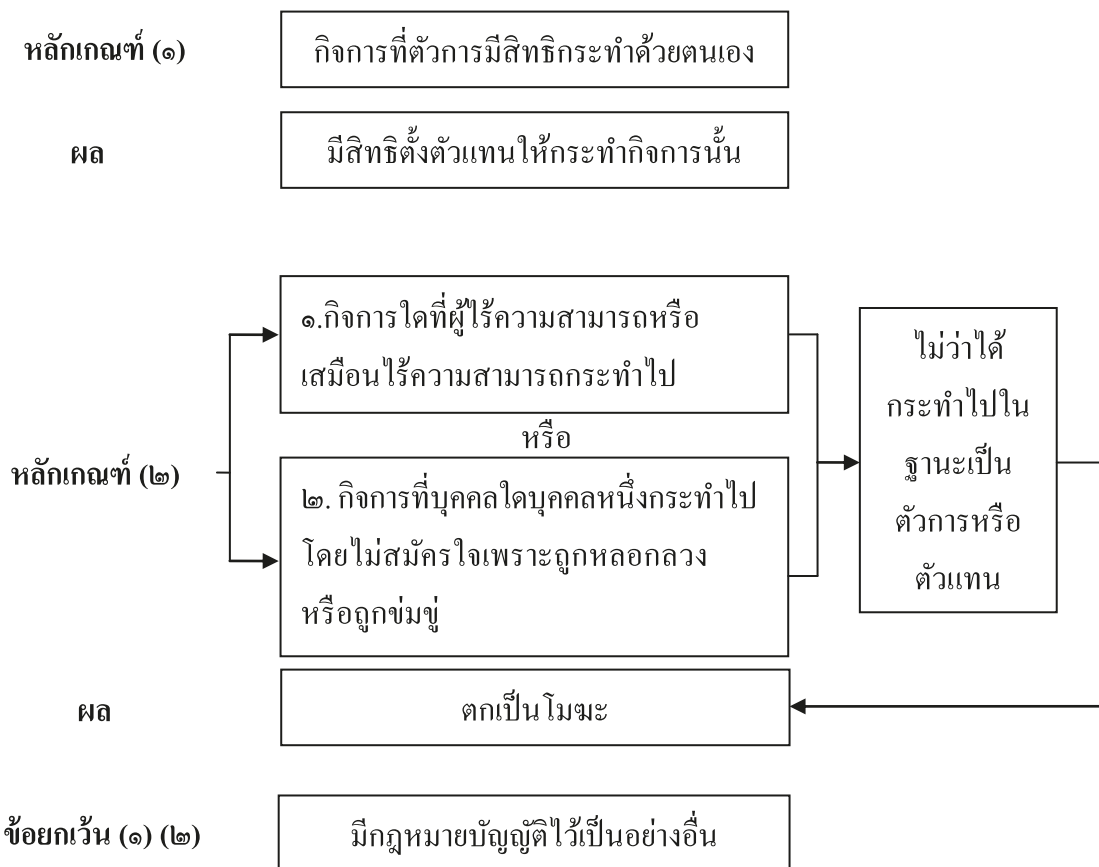 หลักเกณฑ์ (๑)
กิจการที่ตัวการมีสิทธิกระทำด้วยตนเอง
ผล
มีสิทธิตั้งตัวแทนให้กระทำกิจการนั้น
หลักเกณฑ์ (๒)
๑.กิจการใดที่ผู้ไร้ความสามารถหรือ
เสมือนไร้ความสามารถกระทำไป
หรือ
๒. กิจการที่บุคคลใดบุคคลหนึ่งกระทำไป
โดยไม่สมัครใจเพราะถูกหลอกลวง
หรือถูกข่มขู่
ไม่ว่าได้
กระทำไปใน
ฐานะเป็น
ตัวการหรือ
ตัวแทน
ผล
ตกเป็นโมฆะ
ข้อยกเว้น (๑) (๒)
มีกฎหมายบัญญัติไว้เป็นอย่างอื่น